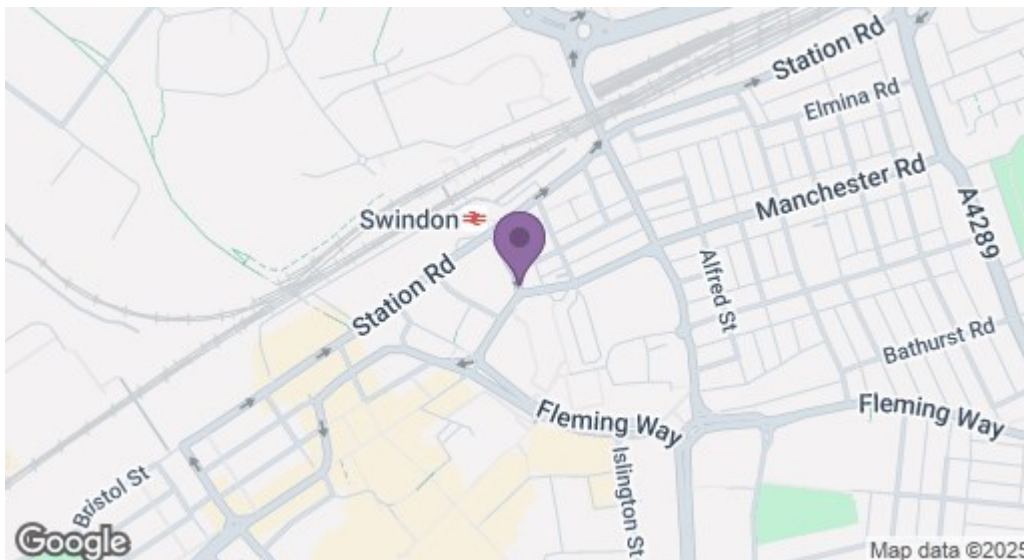 Station Rd
Elmina Rd
Manchester Rd
Swindon
A4289
Station Rd
Alfred St
Bathurst Rd
Fleming Way
Fleming Way
Islington St
Bristol St
Google
Map data ©2025